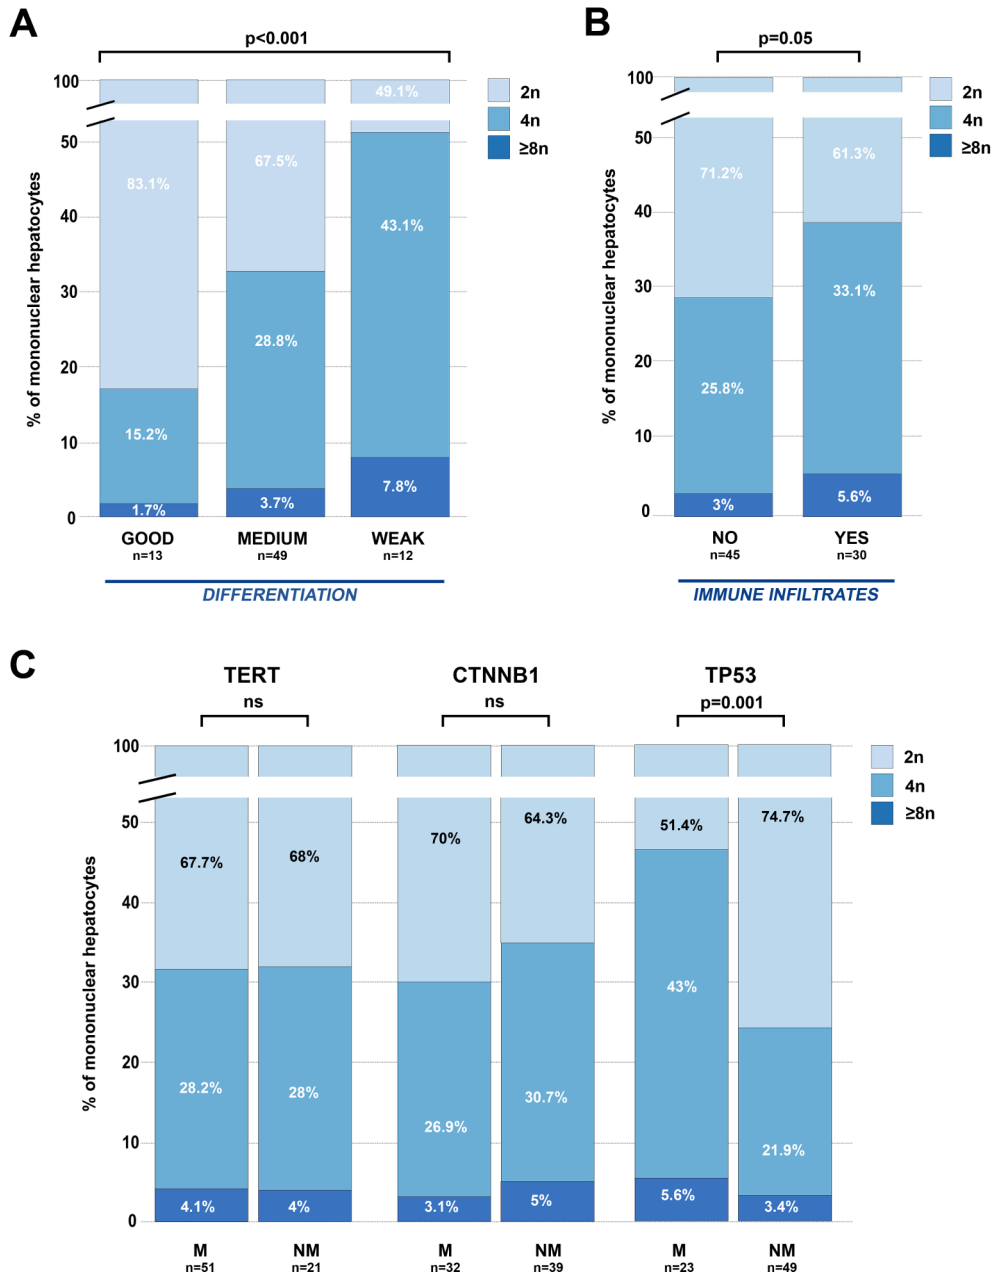 A
p<0.001
% of mononuclear hepatocytes
100
50
40
30
20
10
0
83.1%
15.2%
1.7%
67.5%
28.8%
3.7%
49.1%
43.1%
7.8%
2n
4n
≥8n
GOOD
n=13
MEDIUM
n=49
WEAK
n=12
DIFFERENTIATION
B
p=0.05
% of mononuclear hepatocytes
100
50
40
30
20
10
0
71.2%
25.8%
3%
61.3%
33.1%
5.6%
2n
4n
≥8n
NO
n=45
YES
n=30
IMMUNE INFILTRATES
C
TERT
ns
CTNNB1
ns
TP53
p=0.001
% of mononuclear hepatocytes
100
50
40
30
20
10
0
67.7%
28.2%
4.1%
68%
28%
4%
70%
26.9%
3.1%
64.3%
30.7%
5%
51.4%
43%
5.6%
74.7%
21.9%
3.4%
2n
4n
≥8n
M
n=51
NM
n=21
M
n=32
NM
n=39
M
n=23
NM
n=49